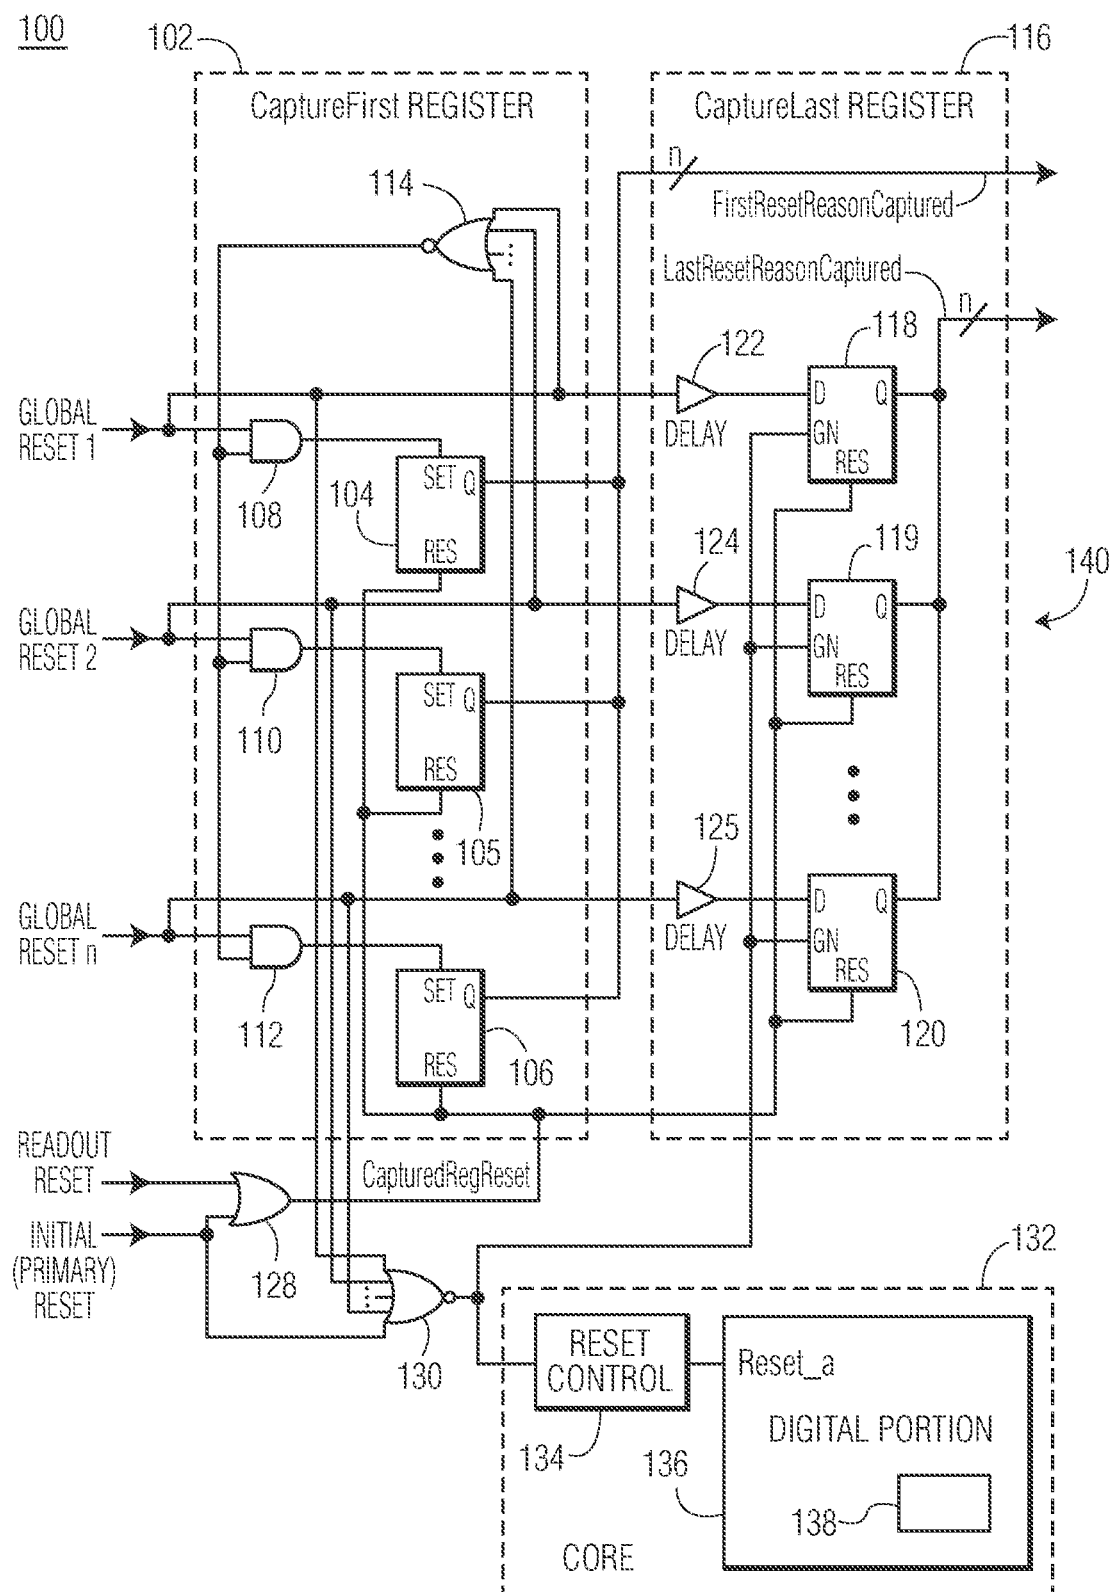 100
102
116
CaptureFirst REGISTER
CaptureLast REGISTER
114
n
FirstResetReasonCaptured
LastResetReasonCaptured
n
122
118
GLOBAL
RESET 1
DELAY
D Q
GN
RES
108
104
SET Q
RES
124
119
140
GLOBAL
RESET 2
DELAY
D Q
GN
RES
110
SET Q
RES
105
125
GLOBAL
RESET n
DELAY
D Q
GN
RES
112
SET Q
RES
106
120
READOUT
RESET
CapturedRegReset
INITIAL
(PRIMARY)
RESET
128
130
132
RESET
CONTROL
134
Reset_a
DIGITAL PORTION
136
138
CORE